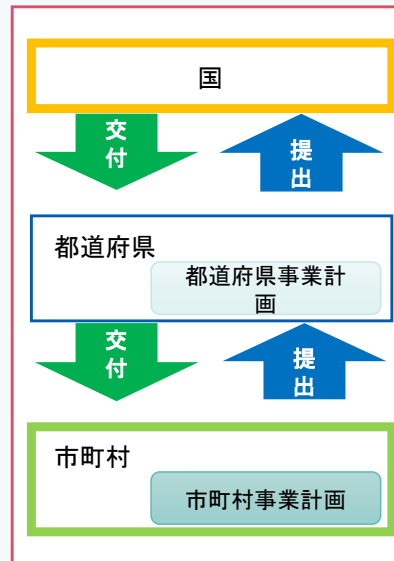 国
交
付
提
出
都道府県
都道府県事業計
画
交
付
提
出
市町村
市町村事業計画